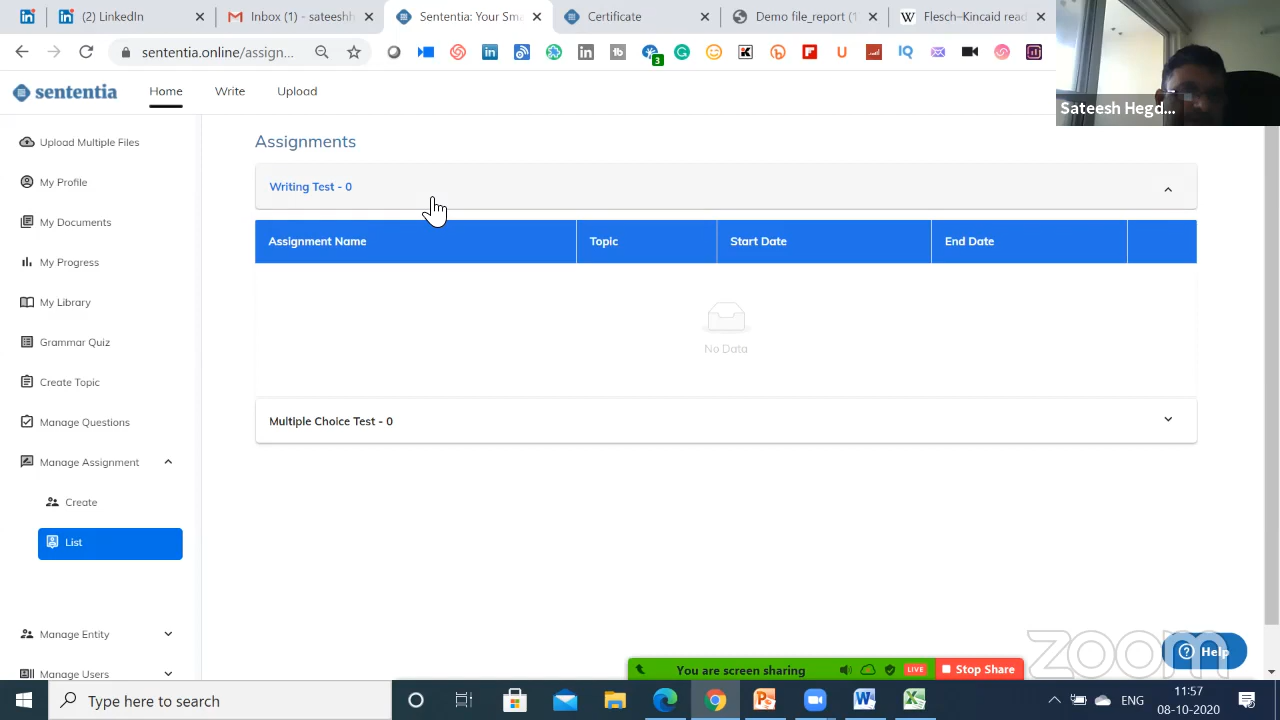 (2) LinkedIn
Inbox (1) - sateeshh
Sententia: Your Sma
Certificate
Demo file_report (1
Flesch–Kincaid read
sententia.online/assign...
3
sententia
Home
Write
Upload
Sateesh Hegd...
Upload Multiple Files
My Profile
My Documents
My Progress
My Library
Grammar Quiz
Create Topic
Manage Questions
Manage Assignment
Create
List
Manage Entity
Manage Users
Assignments
Writing Test - 0
Assignment Name
Topic
Start Date
End Date
No Data
Multiple Choice Test - 0
zoom
Help
You are screen sharing
LIVE
Stop Share
Type here to search
ENG
11:57
08-10-2020